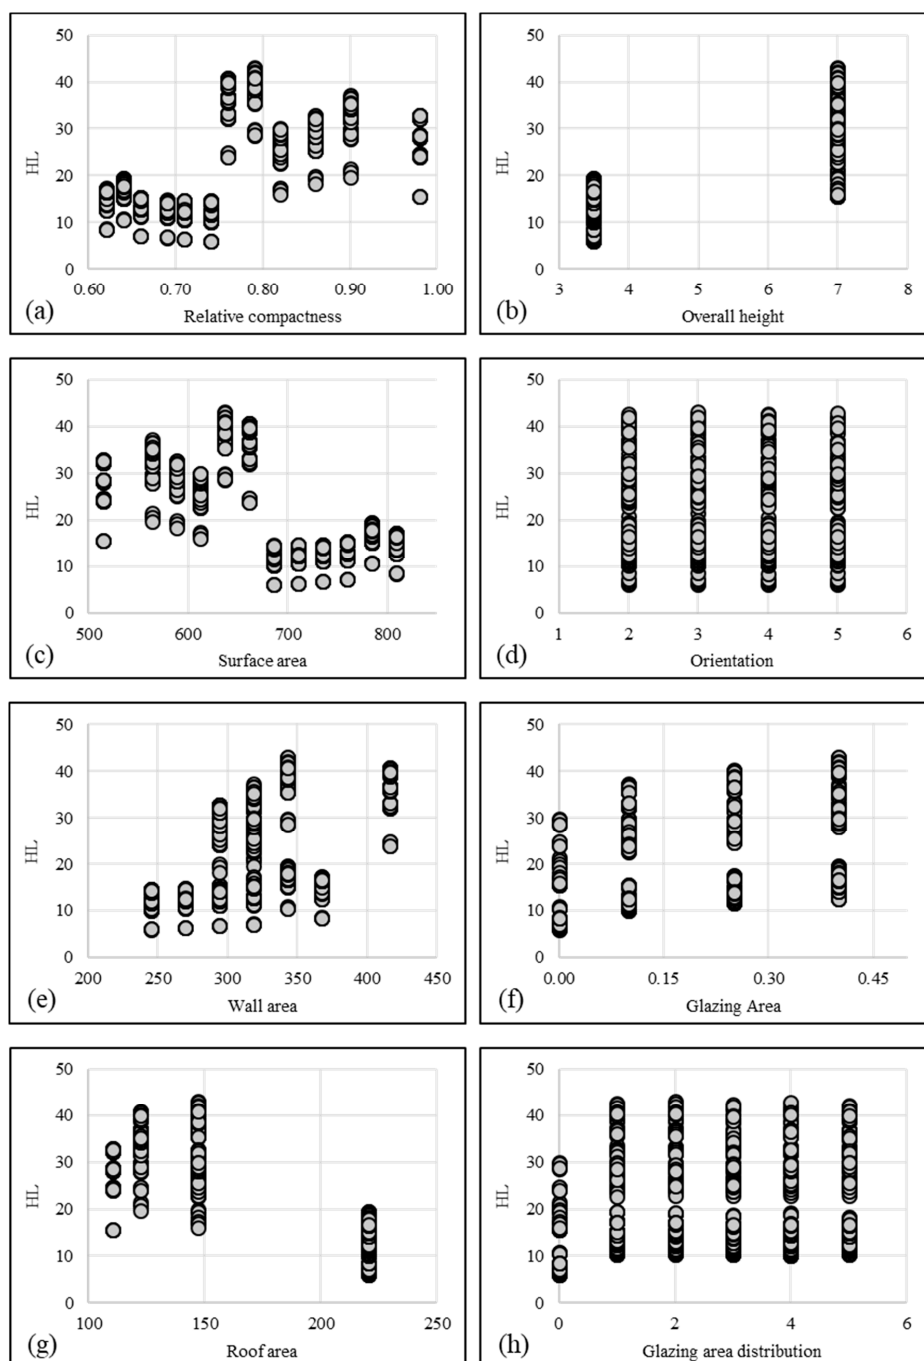 50
40
30
20
10
0
HL
0.60 0.70 0.80 0.90 1.00
(a) Relative compactness
50
40
30
20
10
0
HL
3 4 5 6 7 8
(b) Overall height
50
40
30
20
10
0
HL
500 600 700 800
(c) Surface area
50
40
30
20
10
0
HL
1 2 3 4 5 6
(d) Orientation
50
40
30
20
10
0
HL
200 250 300 350 400 450
(e) Wall area
50
40
30
20
10
0
HL
0.00 0.15 0.30 0.45
(f) Glazing Area
50
40
30
20
10
0
HL
100 150 200 250
(g) Roof area
50
40
30
20
10
0
HL
0 2 4 6
(h) Glazing area distribution